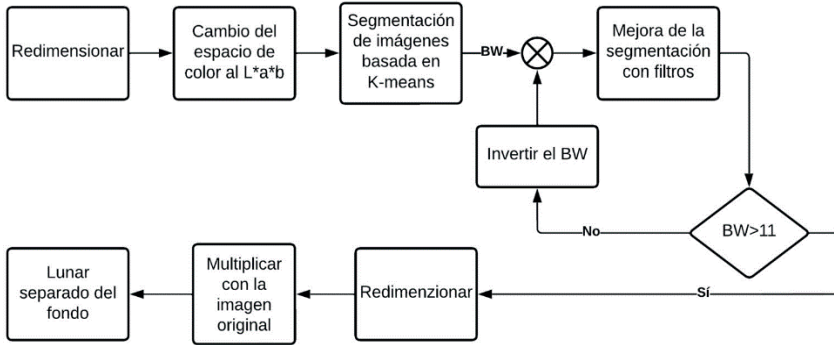 Redimensionar
Cambio del
espacio de
color al L*a*b
Segmentación
de imágenes
basada en
K-means
BW
Mejora de la
segmentación
con filtros
Invertir el BW
No
BW>11
Sí
Redimenzionar
Multiplicar
con la
imagen
original
Lunar
separado del
fondo